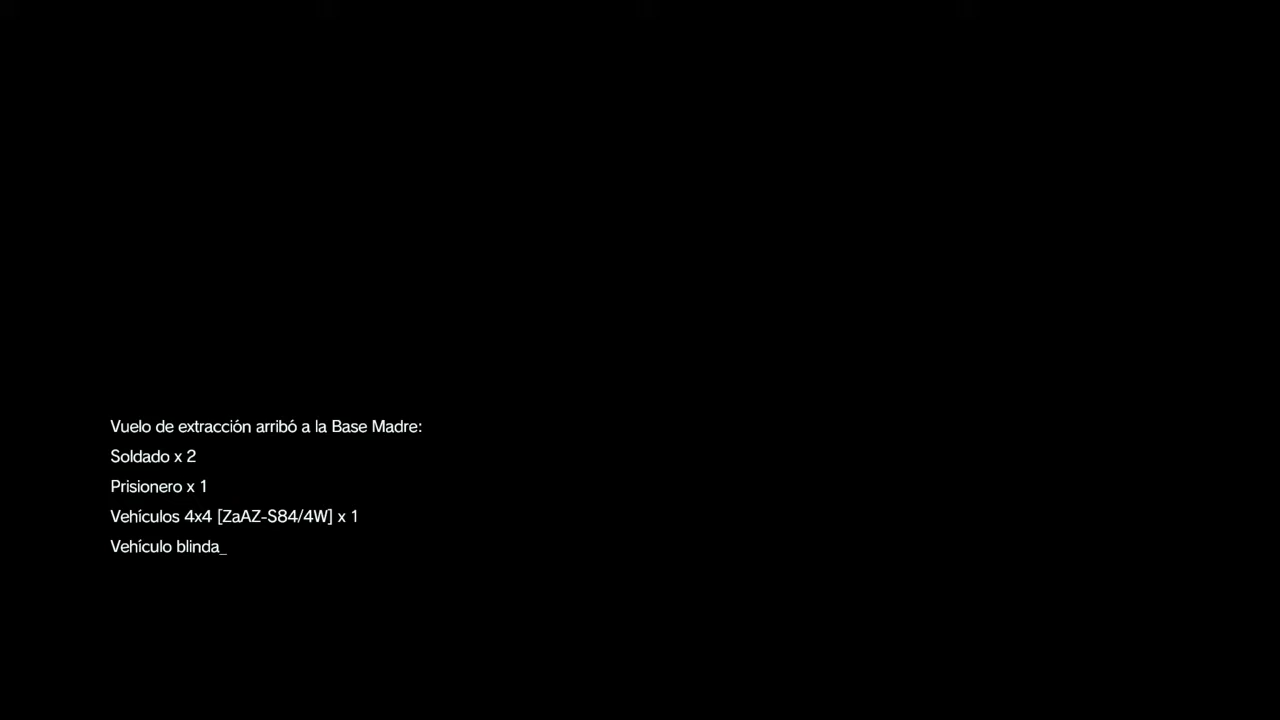 Vuelo de extracción arribó a la Base Madre:
Soldado x 2
Prisionero x 1
Vehículos 4x4 [ZaAZ-S84/4W] x 1
Vehículo blinda_